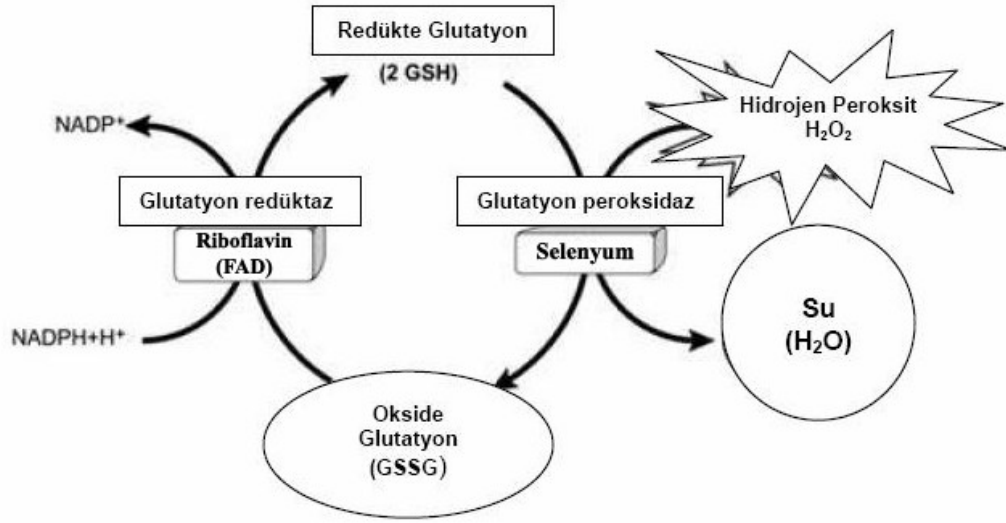 Redükte Glutatyon
(2 GSH)
Hidrojen Peroksit
H₂O₂
NADP⁺
Glutatyon redüktaz
Riboflavin
(FAD)
Glutatyon peroksidaz
Selenyum
NADPH+H⁺
Su
(H₂O)
Okside
Glutatyon
(GSSG)